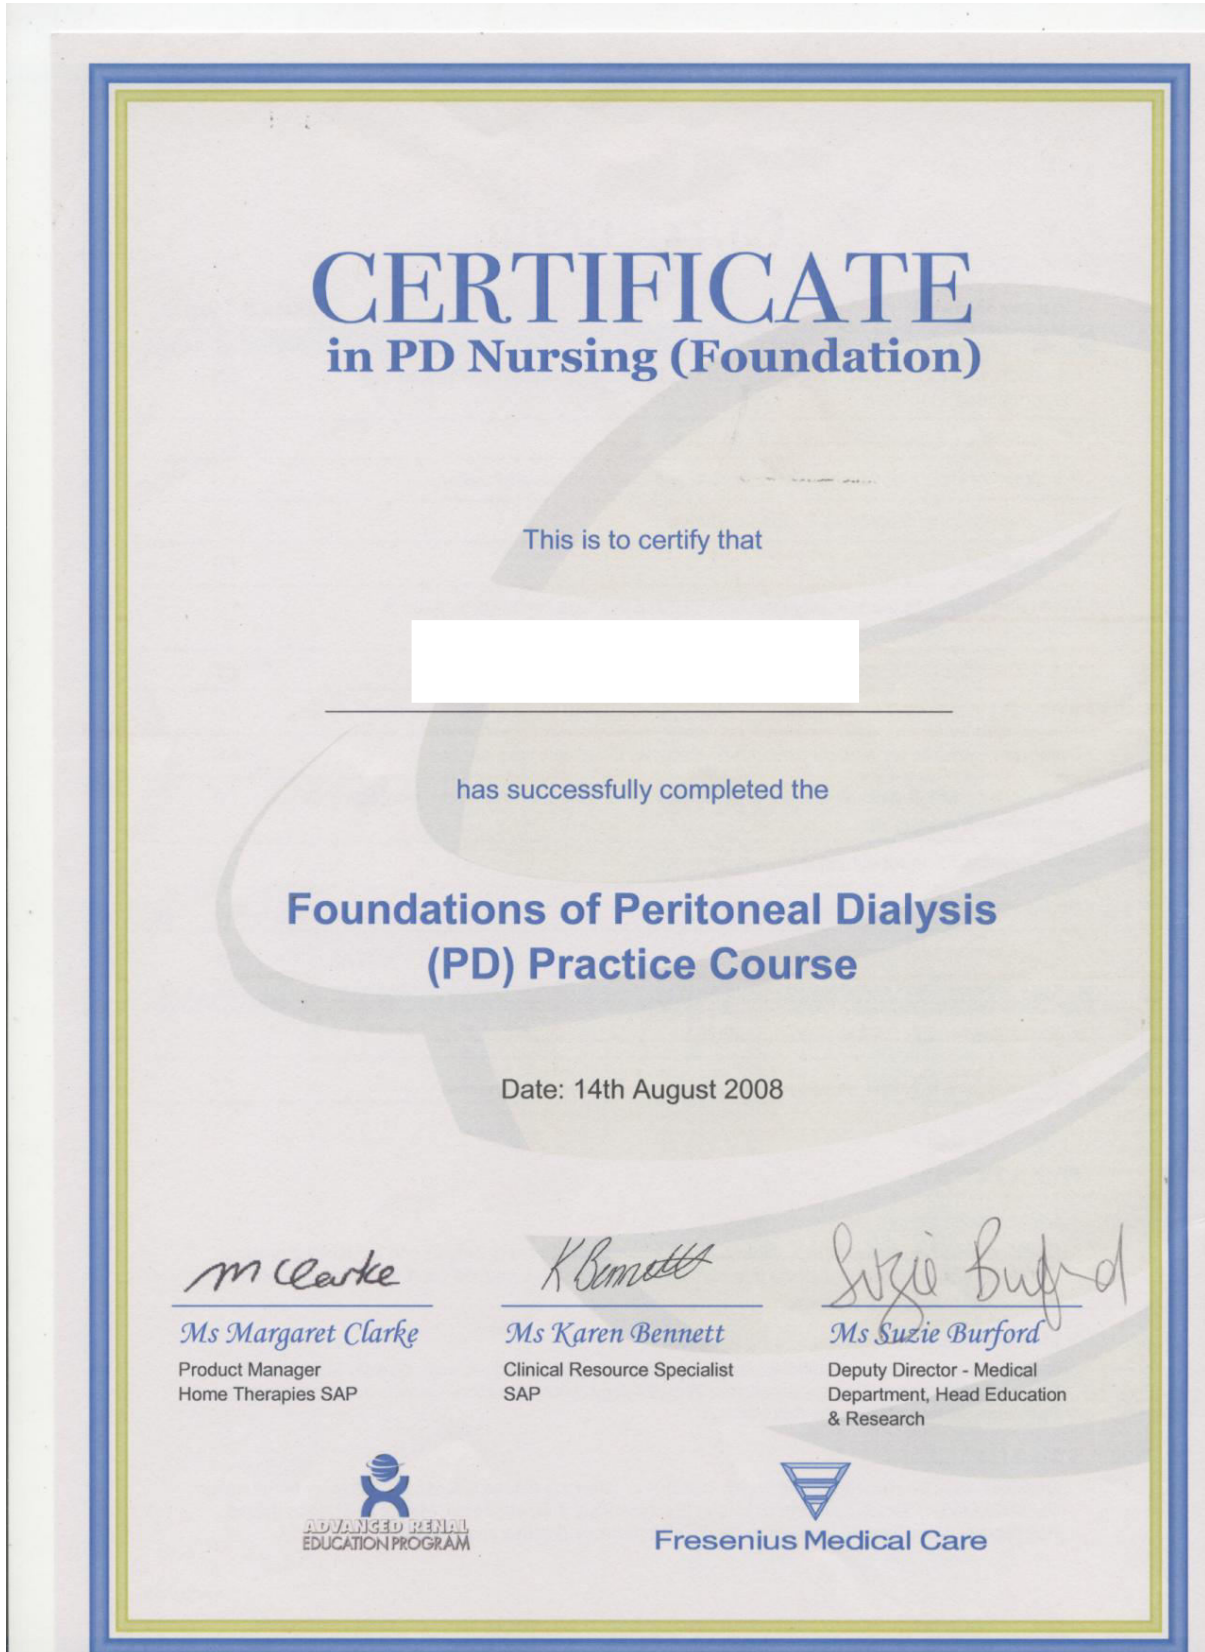 CERTIFICATE
in PD Nursing (Foundation)
This is to certify that
has successfully completed the
Foundations of Peritoneal Dialysis
(PD) Practice Course
Date: 14th August 2008
m Clarke
K Bennett
Suzie Burford
Ms Margaret Clarke
Ms Karen Bennett
Ms Suzie Burford
Product Manager
Home Therapies SAP
Clinical Resource Specialist
SAP
Deputy Director - Medical
Department, Head Education
& Research
ADVANCED RENAL
EDUCATION PROGRAM
Fresenius Medical Care